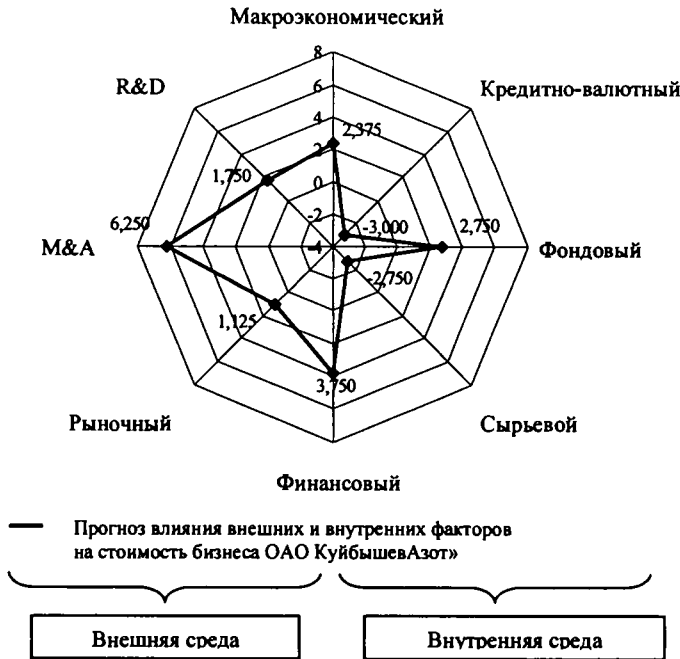 Макроэкономический
8
R&D
6
Кредитно-валютный
4
2,375
2
1,750
0
6,250
-2
-3,000
2,750
M&A
-4
Фондовый
-2,750
1,125
3,750
Рыночный
Сырьевой
Финансовый
Прогноз влияния внешних и внутренних факторов
на стоимость бизнеса ОАО КуйбышевАзот»
Внешняя среда
Внутренняя среда